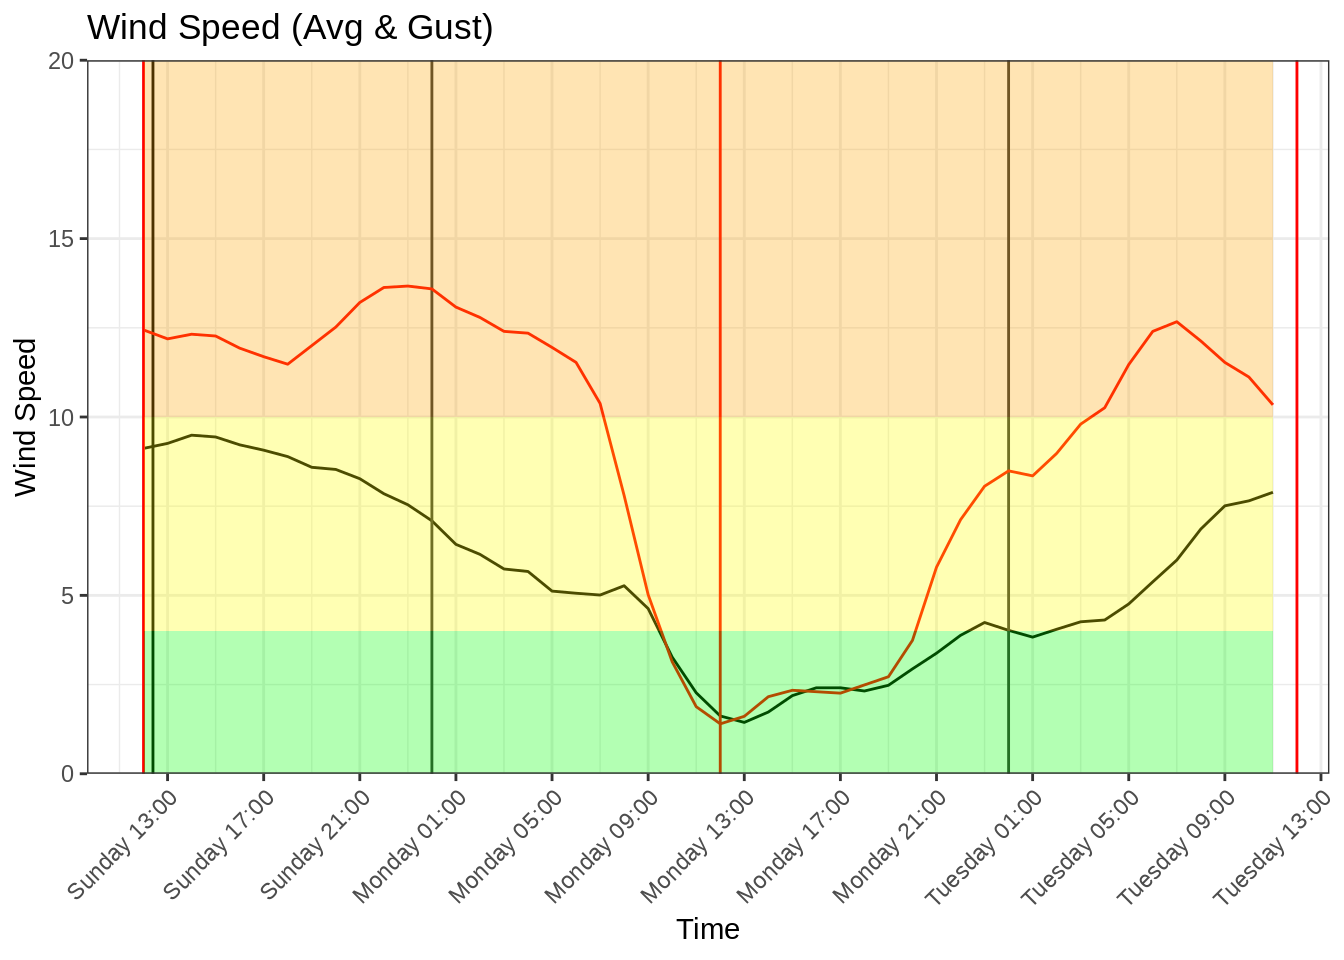 Wind Speed (Avg & Gust)
Wind Speed
20
15
10
5
0
Sunday 13:00
Sunday 17:00
Sunday 21:00
Monday 01:00
Monday 05:00
Monday 09:00
Monday 13:00
Monday 17:00
Monday 21:00
Tuesday 01:00
Tuesday 05:00
Tuesday 09:00
Tuesday 13:00
Time